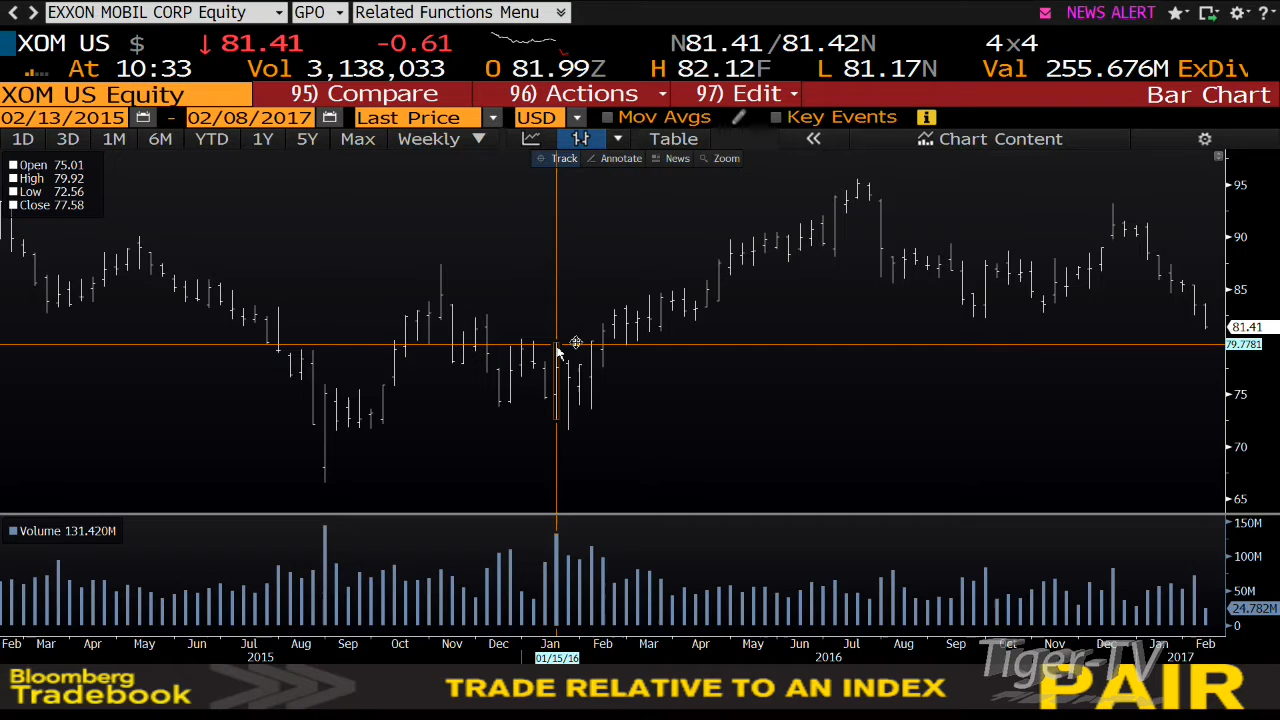 EXXON MOBIL CORP Equity GPO Related Functions Menu NEWS ALERT ?
XOM US $ ↓ 81.41 -0.61 N81.41/81.42N 4x4
At 10:33 Vol 3,138,033 O 81.99Z H 82.12F L 81.17N Val 255.676M ExDiv
XOM US Equity 95) Compare 96) Actions 97) Edit Bar Chart
02/13/2015 - 02/08/2017 Last Price USD Mov Avgs Key Events i
1D 3D 1M 6M YTD 1Y 5Y Max Weekly ▼ Table « Chart Content
Track Annotate News Zoom
Open 75.01
High 79.92
Low 72.56
Close 77.58
95
90
85
81.41
79.7781
75
70
65
Volume 131.420M
150M
100M
50M
24.782M
0
Feb Mar Apr May Jun Jul Aug Sep Oct Nov Dec Jan Feb Mar Apr May Jun Jul Aug Sep Oct Nov Dec Jan Feb
2015 01/15/16 2016 2017
Tiger-TV
Bloomberg
Tradebook
TRADE RELATIVE TO AN INDEX
PAIR